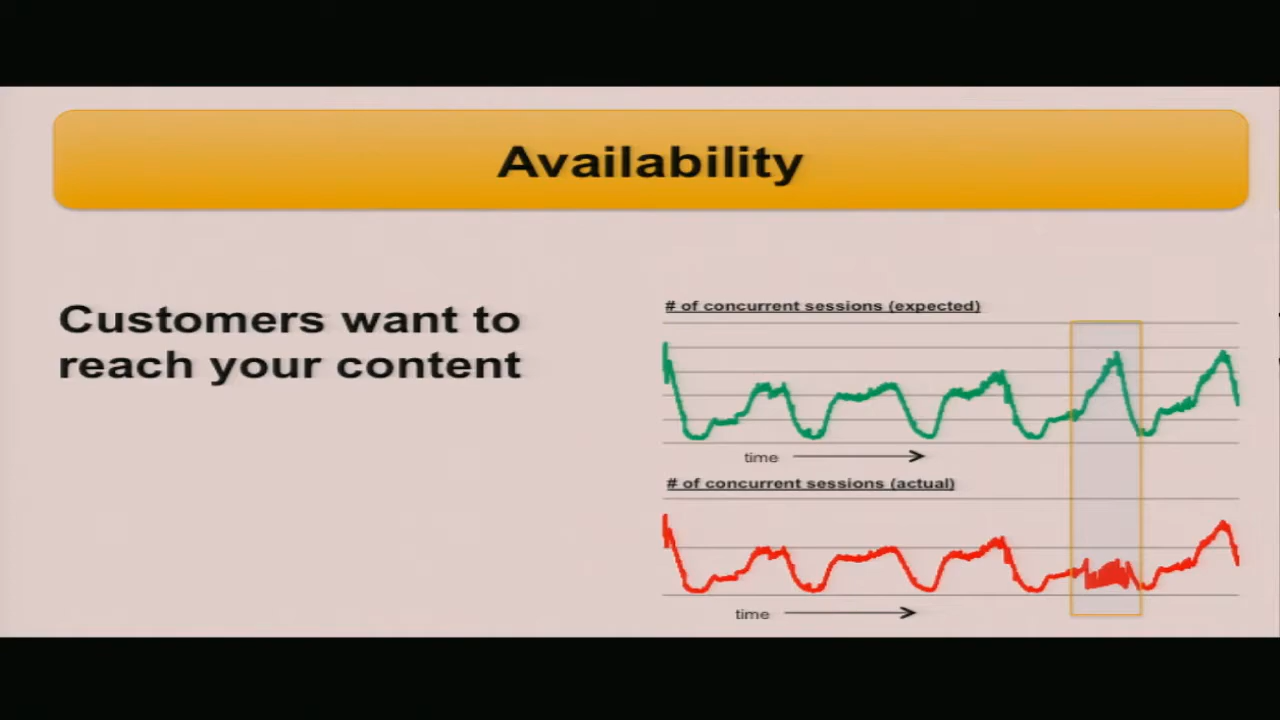 Availability
Customers want to
reach your content
# of concurrent sessions (expected)
time
# of concurrent sessions (actual)
time